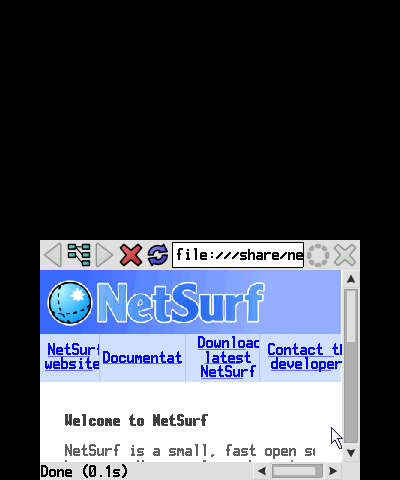 file:///share/ne
NetSurf
NetSurf
website
Documentat
Download
latest
NetSurf
Contact th
developer
Welcome to NetSurf
NetSurf is a small, fast open so
Done (0.1s)